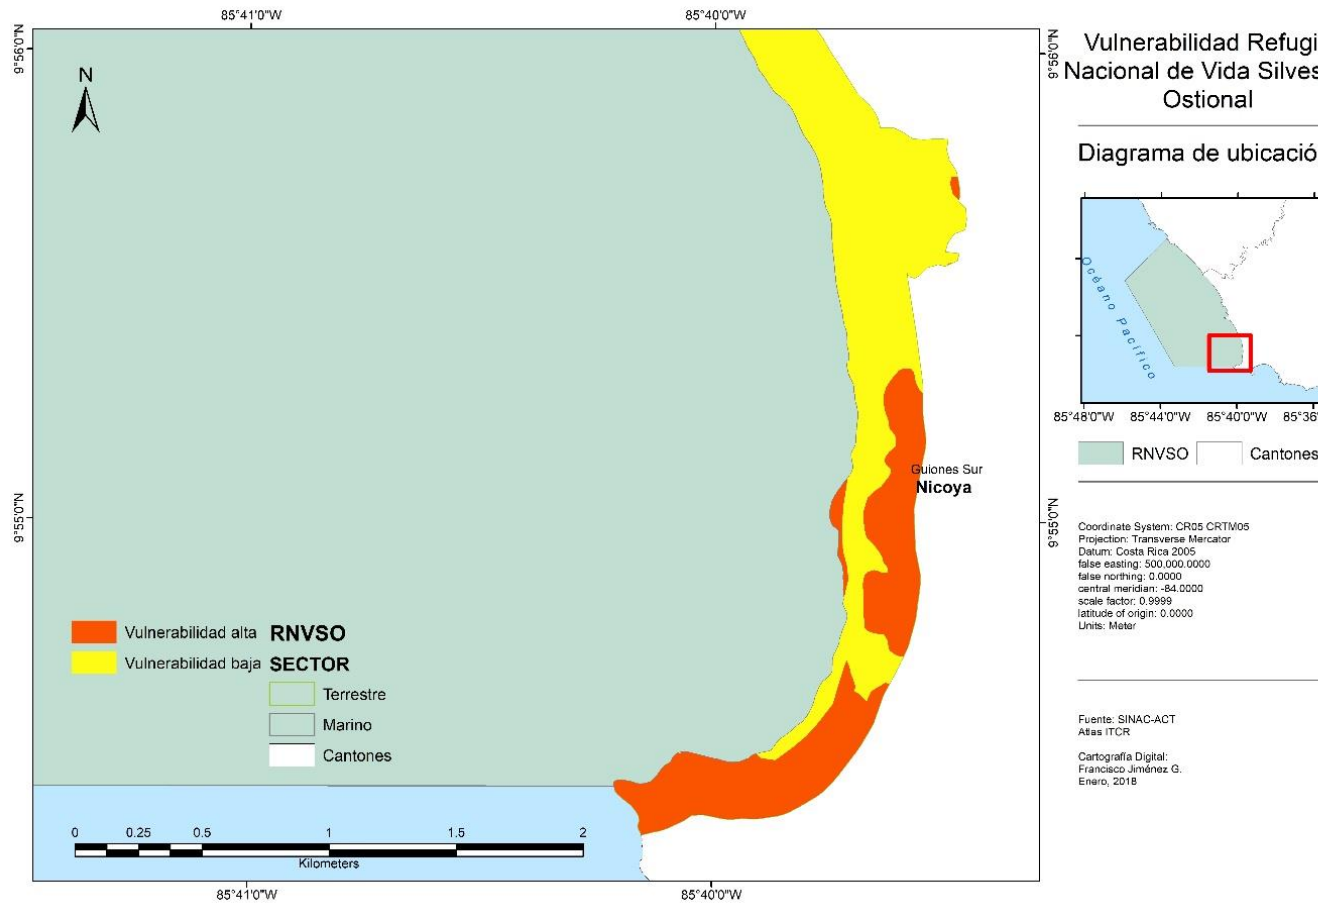 85°41'0"W
85°40'0"W
9°56'0"N
9°56'0"N
N
Vulnerabilidad Refugi
Nacional de Vida Silves
Ostional
Diagrama de ubicació
Océano Pacífico
85°48'0"W
85°44'0"W
85°40'0"W
85°36'
RNVSO
Cantones
Guiones Sur
Nicoya
9°55'0"N
9°55'0"N
Coordinate System: CR05 CRTM05
Projection: Transverse Mercator
Datum: Costa Rica 2005
false easting: 500,000.0000
false northing: 0.0000
central meridian: -84.0000
scale factor: 0.9999
latitude of origin: 0.0000
Units: Meter
Vulnerabilidad alta RNVSO
Vulnerabilidad baja SECTOR
Terrestre
Marino
Cantones
Fuente: SINAC-ACT
Atlas ITCR
Cartografía Digital:
Francisco Jiménez G.
Enero, 2018
0 0.25 0.5 1 1.5 2
Kilometers
85°41'0"W
85°40'0"W